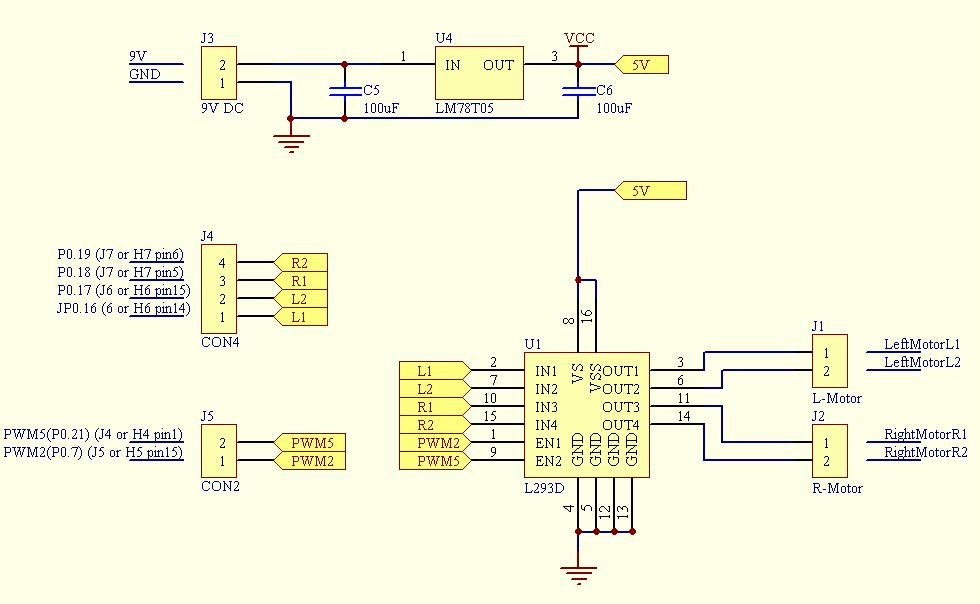 J3
U4
VCC
9V
2
1
IN
OUT
3
5V
GND
1
C5
C6
9V DC
100uF
LM78T05
100uF
5V
J4
P0.19 (J7 or H7 pin6)
4
R2
P0.18 (J7 or H7 pin5)
3
R1
P0.17 (J6 or H6 pin15)
2
L2
JP0.16 (6 or H6 pin14)
1
L1
CON4
8
16
U1
J1
L1
2
IN1
VS
VSS
OUT1
3
1
LeftMotorL1
L2
7
IN2
OUT2
6
2
LeftMotorL2
R1
10
IN3
OUT3
11
L-Motor
R2
15
IN4
OUT4
14
J2
PWM2
1
EN1
1
RightMotorR1
PWM5
9
EN2
2
RightMotorR2
GND
GND
GND
GND
L293D
R-Motor
4
5
12
13
J5
PWM5(P0.21) (J4 or H4 pin1)
2
PWM5
PWM2(P0.7) (J5 or H5 pin15)
1
PWM2
CON2